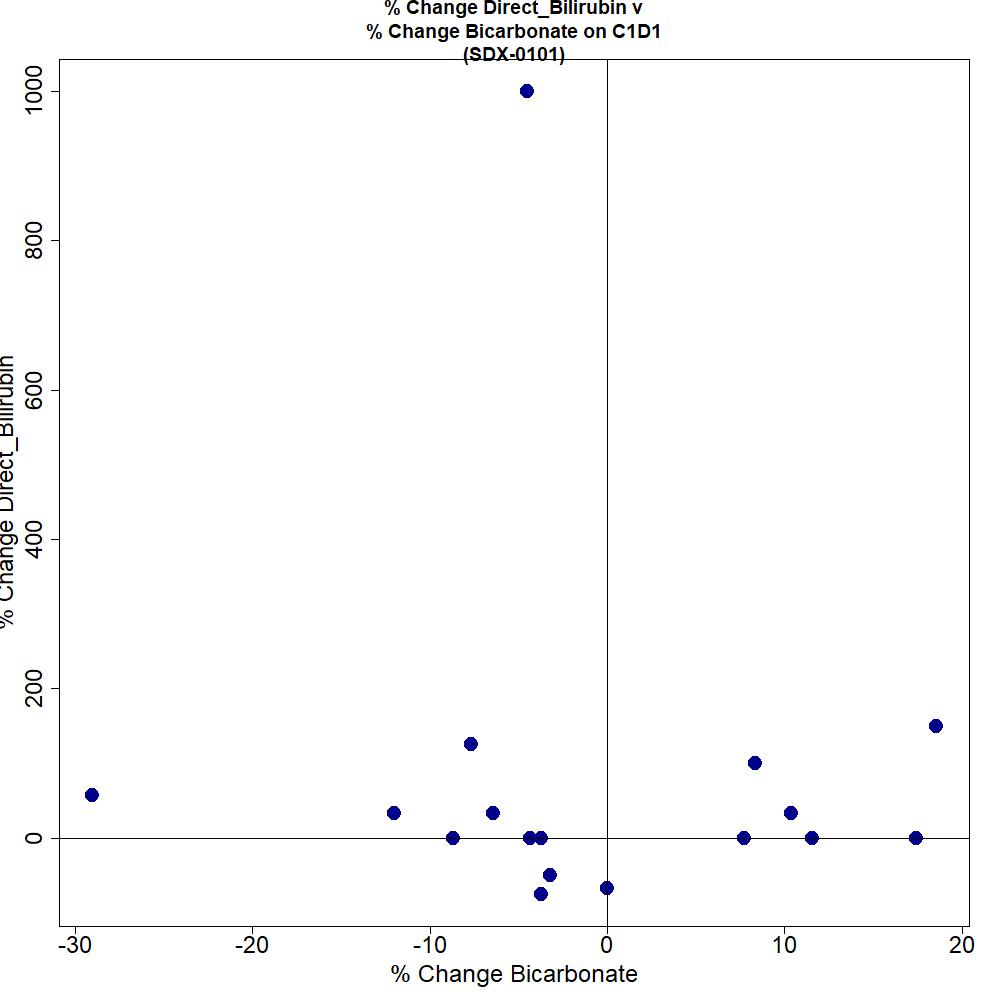 % Change Direct_Bilirubin v
% Change Bicarbonate on C1D1
(SDX-0101)
% Change Direct_Bilirubin
1000
800
600
400
200
0
-30
-20
-10
0
10
20
% Change Bicarbonate